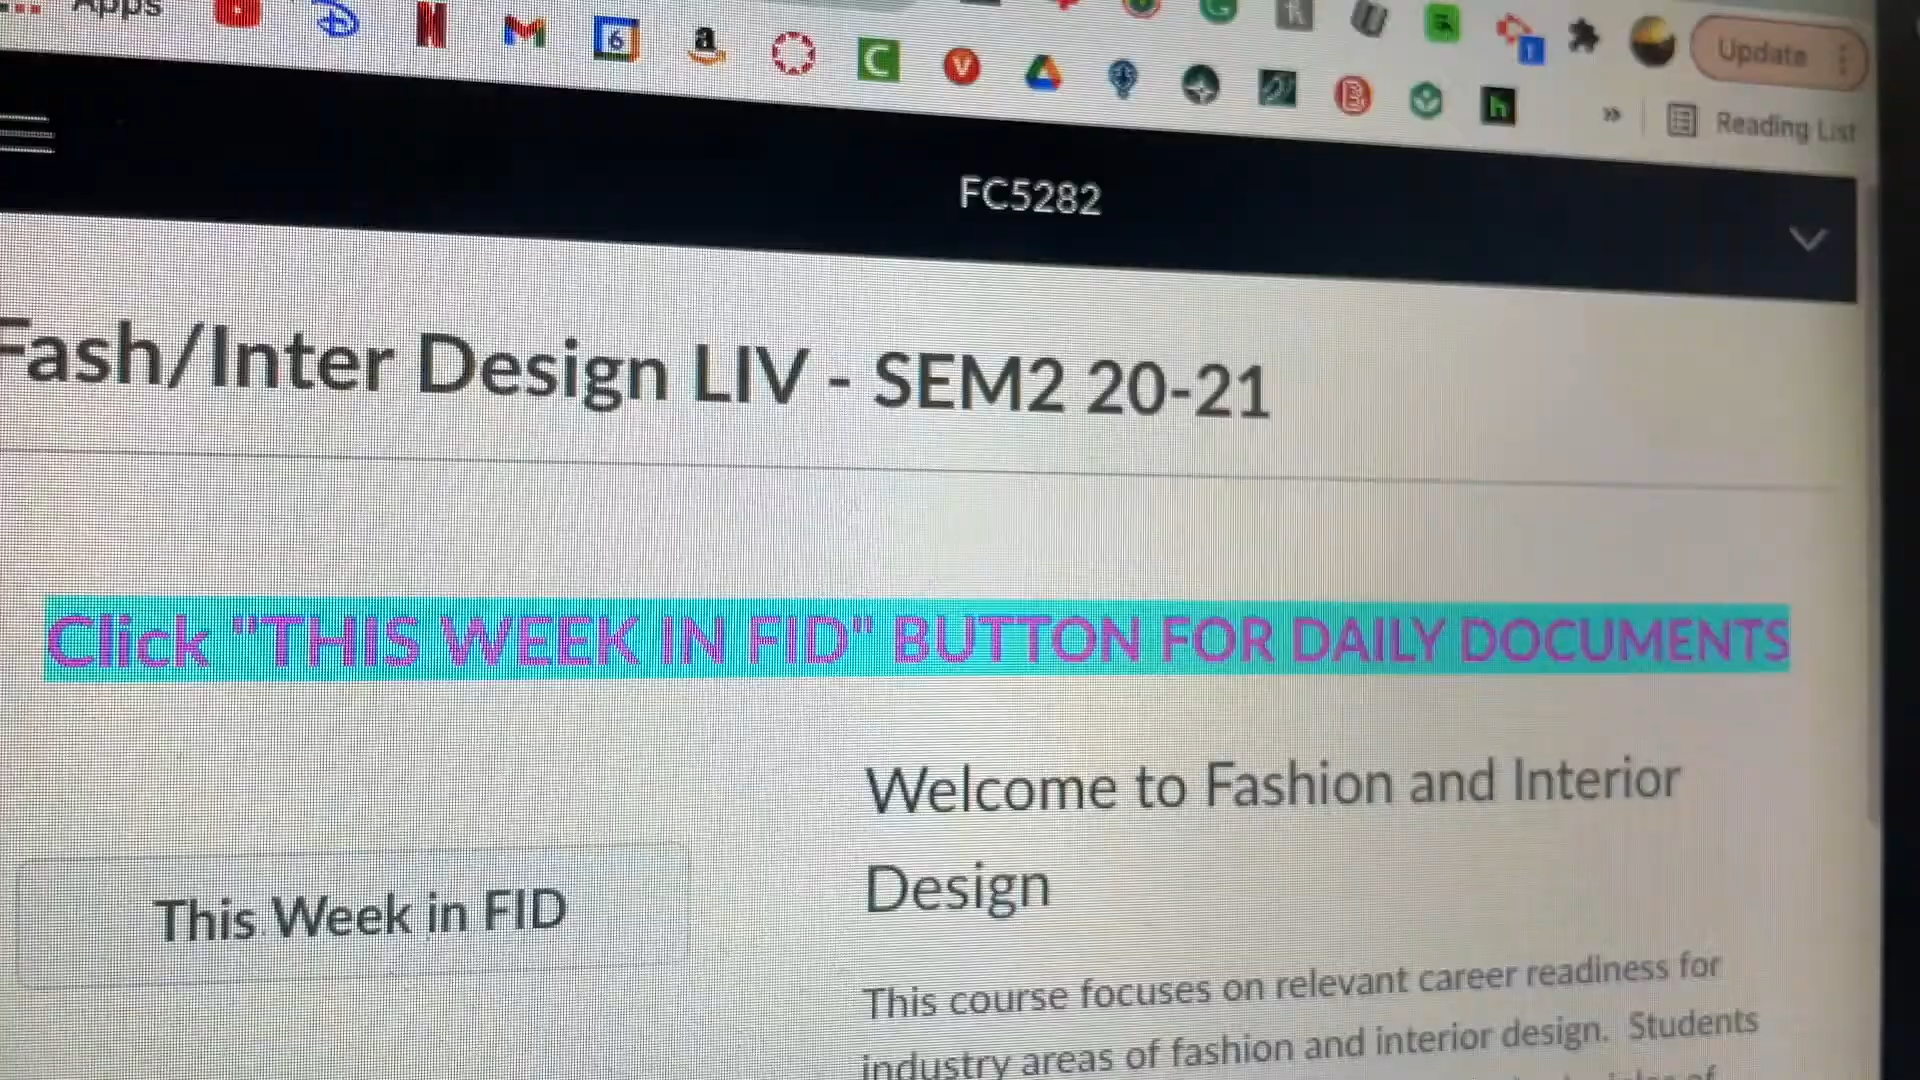 Apps
Update
Reading List
FC5282
Fash/Inter Design LIV - SEM2 20-21
Click "THIS WEEK IN FID" BUTTON FOR DAILY DOCUMENTS
Welcome to Fashion and Interior
Design
This Week in FID
This course focuses on relevant career readiness for
industry areas of fashion and interior design. Students
of